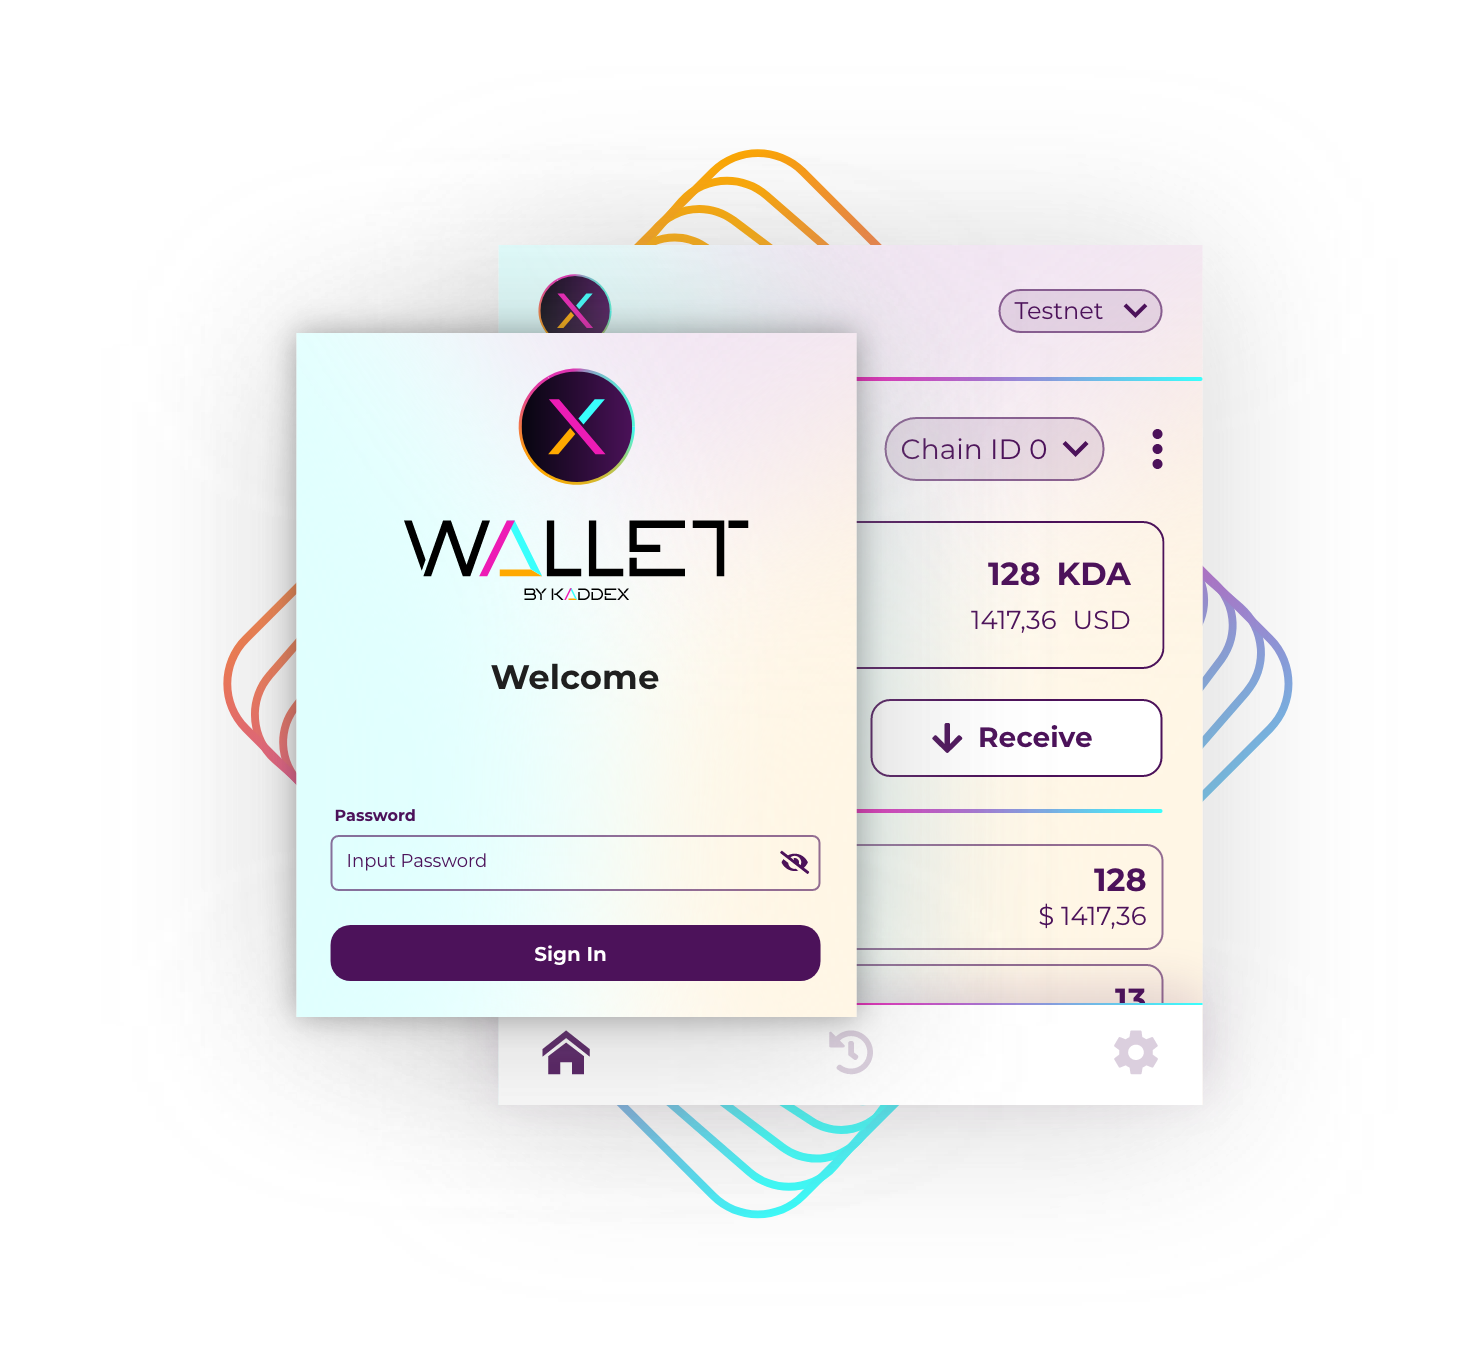 Testnet
Chain ID 0
128 KDA
1417,36 USD
Receive
128
$ 1417,36
13
X
WALLET
BY KADDEX
Welcome
Password
Input Password
Sign In